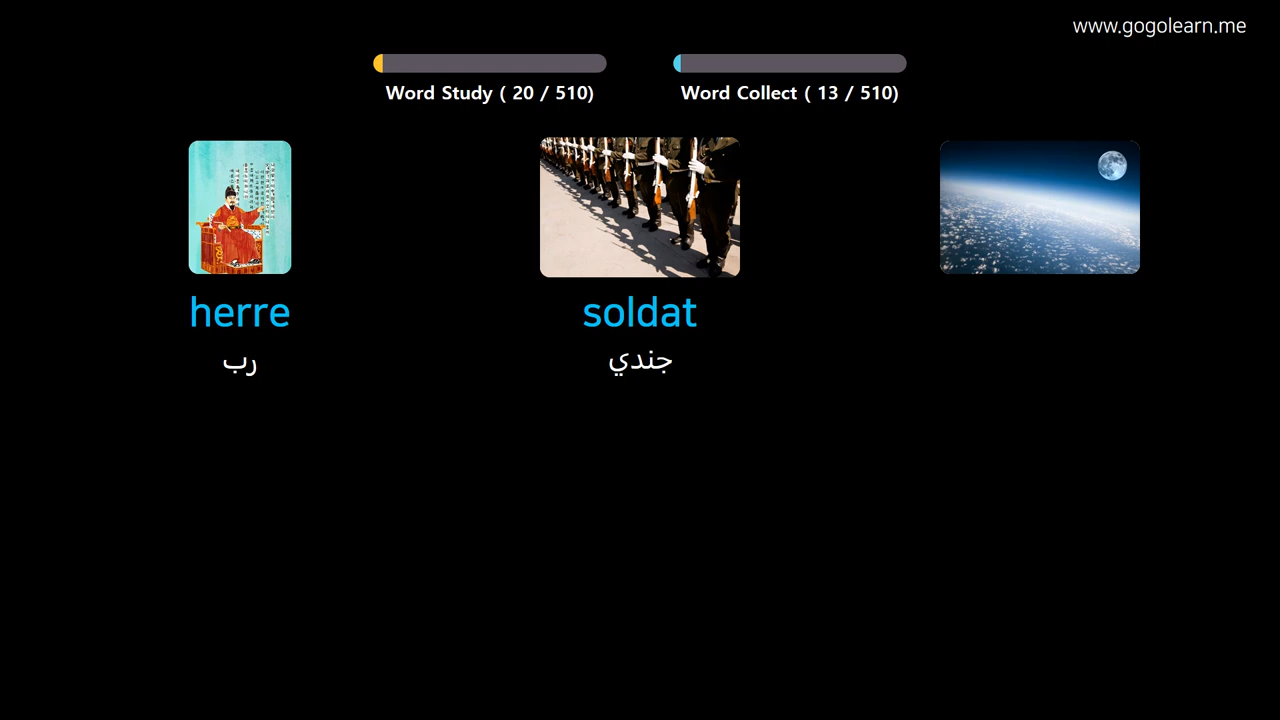 www.gogolearn.me
Word Study ( 20 / 510)
Word Collect ( 13 / 510)
herre
soldat
رب
جندي